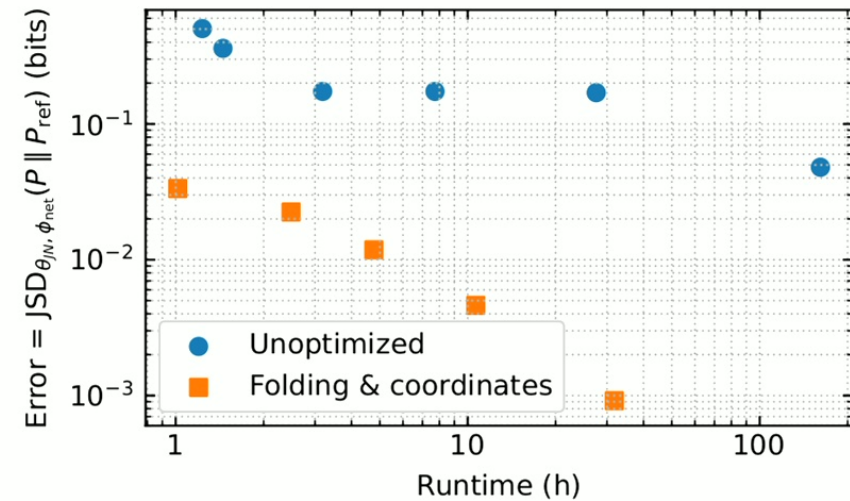 Error = JSD_{θ_{JN}, ϕ_{net}}(P ∥ P_{ref}) (bits)
10⁻¹
10⁻²
10⁻³
Unoptimized
Folding & coordinates
1 10 100
Runtime (h)